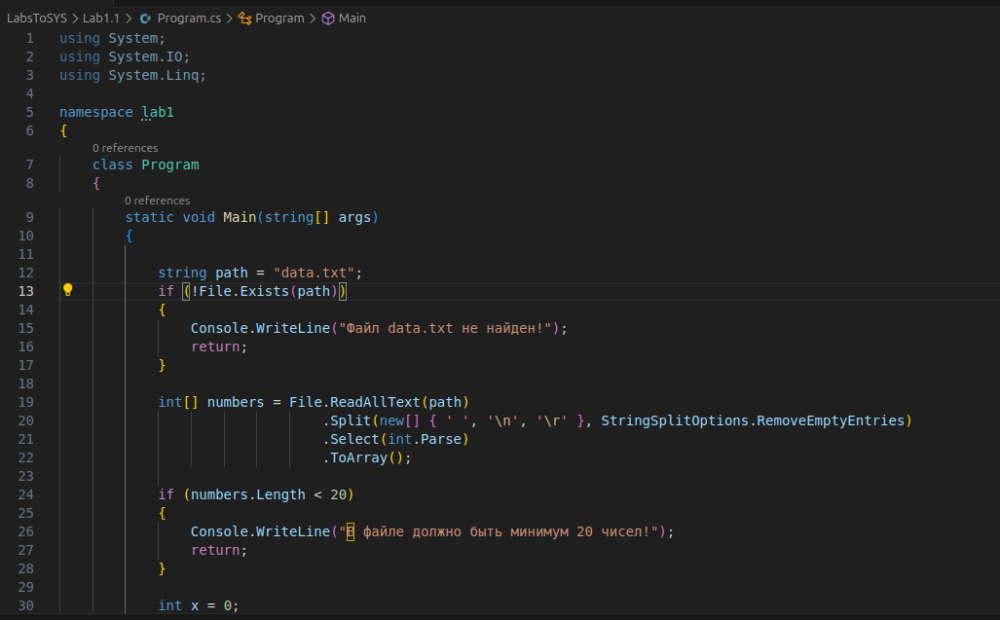 LabsToSYS > Lab1.1 > Program.cs > Program > Main
1 using System;
2 using System.IO;
3 using System.Linq;
4
5 namespace lab1
6 {
0 references
7 class Program
8 {
0 references
9 static void Main(string[] args)
10 {
11
12 string path = "data.txt";
13 if (!File.Exists(path))
14 {
15 Console.WriteLine("Файл data.txt не найден!");
16 return;
17 }
18
19 int[] numbers = File.ReadAllText(path)
20 .Split(new[] { ' ', '\n', '\r' }, StringSplitOptions.RemoveEmptyEntries)
21 .Select(int.Parse)
22 .ToArray();
23
24 if (numbers.Length < 20)
25 {
26 Console.WriteLine("В файле должно быть минимум 20 чисел!");
27 return;
28 }
29
30 int x = 0;